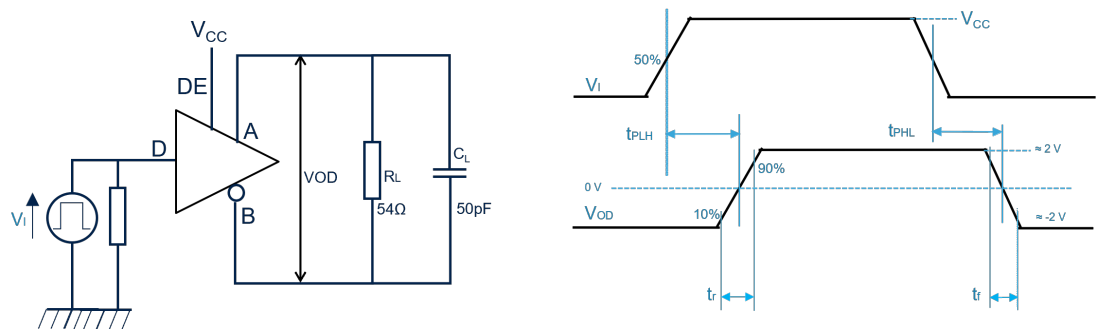 VCC
DE
A
D
VOD
RL
54Ω
CL
50pF
B
VI
VCC
50%
VI
tPLH
tPHL
≈ 2 V
90%
0 V
VOD
10%
≈ -2 V
tr
tf